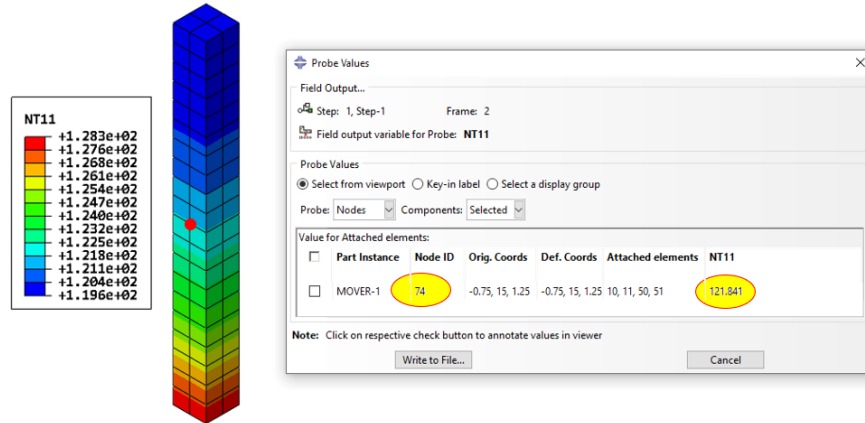 NT11
+1.283e+02
+1.276e+02
+1.268e+02
+1.261e+02
+1.254e+02
+1.247e+02
+1.240e+02
+1.232e+02
+1.225e+02
+1.218e+02
+1.211e+02
+1.204e+02
+1.196e+02
Probe Values
Field Output...
Step: 1, Step-1 Frame: 2
Field output variable for Probe: NT11
Probe Values
Select from viewport Key-in label Select a display group
Probe: Nodes Components: Selected
Value for Attached elements:
Part Instance Node ID Orig. Coords Def. Coords Attached elements NT11
MOVER-1 74 -0.75, 15, 1.25 -0.75, 15, 1.25 10, 11, 50, 51 121.841
Note: Click on respective check button to annotate values in viewer
Write to File... Cancel